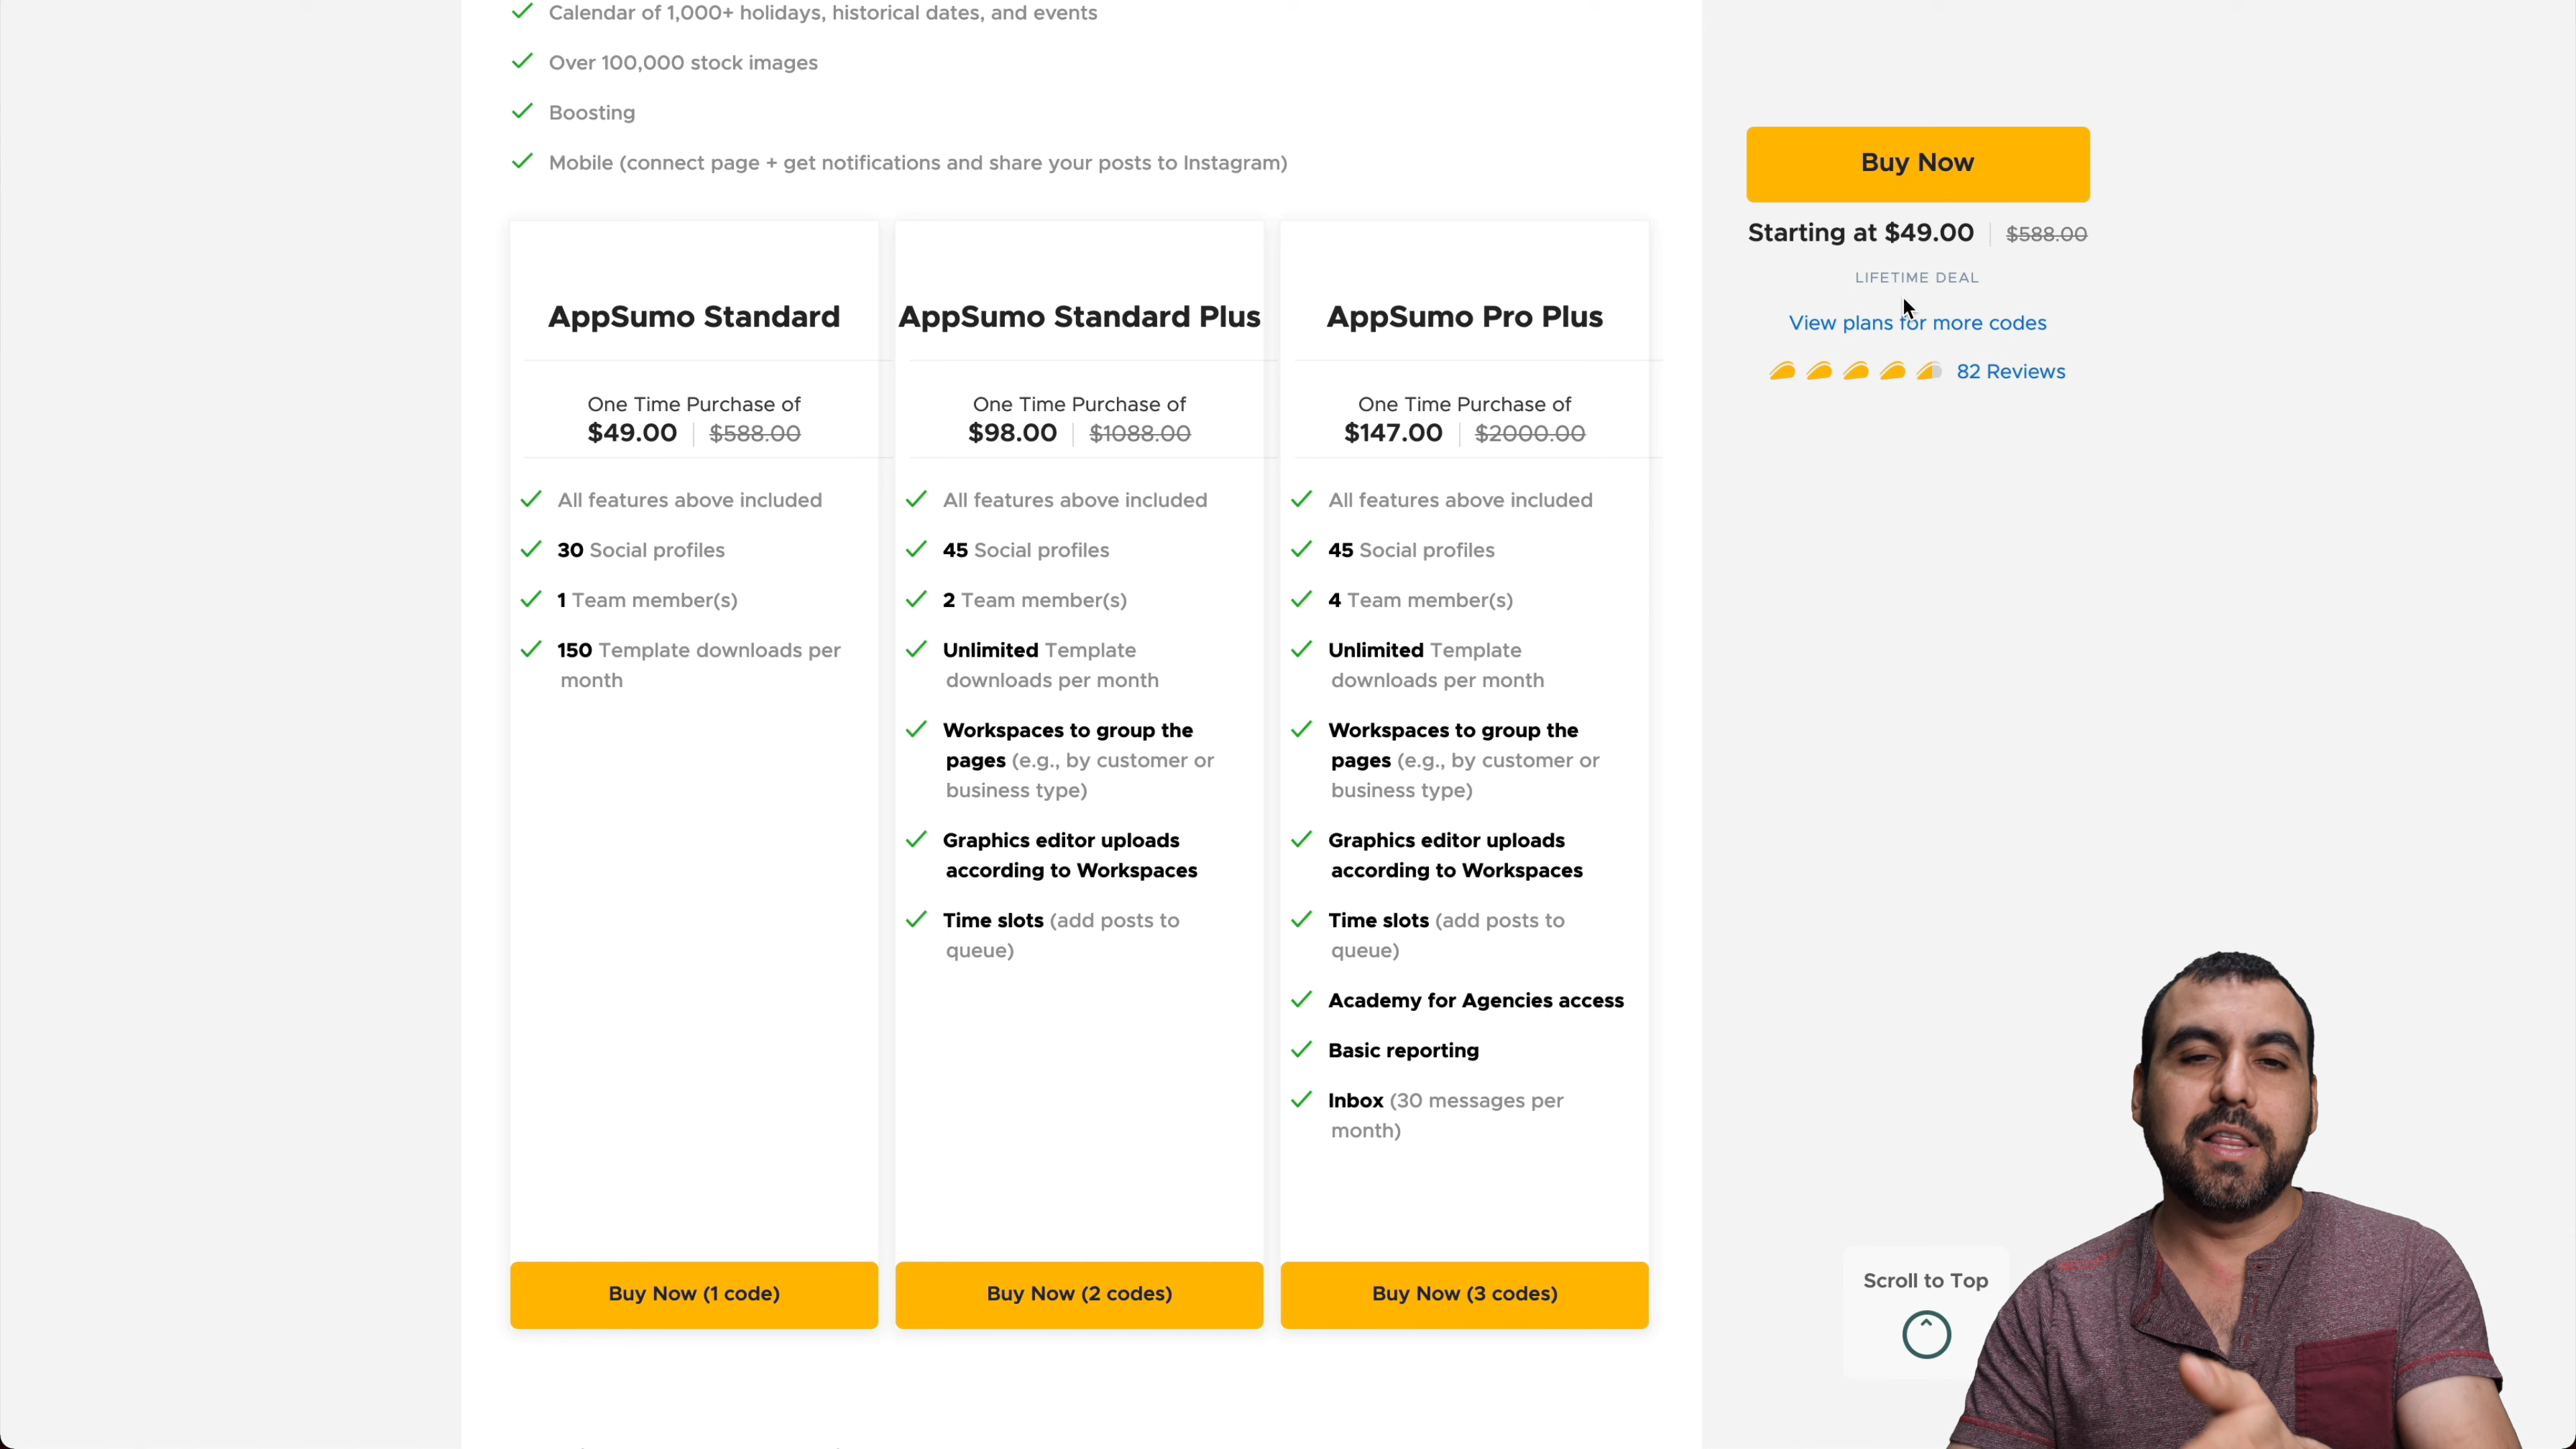 Calendar of 1,000+ holidays, historical dates, and events
Over 100,000 stock images
Boosting
Mobile (connect page + get notifications and share your posts to Instagram)
AppSumo Standard
One Time Purchase of
$49.00 $588.00
All features above included
30 Social profiles
1 Team member(s)
150 Template downloads per
month
Buy Now (1 code)
AppSumo Standard Plus
One Time Purchase of
$98.00 $1088.00
All features above included
45 Social profiles
2 Team member(s)
Unlimited Template
downloads per month
Workspaces to group the
pages (e.g., by customer or
business type)
Graphics editor uploads
according to Workspaces
Time slots (add posts to
queue)
Buy Now (2 codes)
AppSumo Pro Plus
One Time Purchase of
$147.00 $2000.00
All features above included
45 Social profiles
4 Team member(s)
Unlimited Template
downloads per month
Workspaces to group the
pages (e.g., by customer or
business type)
Graphics editor uploads
according to Workspaces
Time slots (add posts to
queue)
Academy for Agencies access
Basic reporting
Inbox (30 messages per
month)
Buy Now (3 codes)
Buy Now
Starting at $49.00 $588.00
LIFETIME DEAL
View plans for more codes
82 Reviews
Scroll to Top